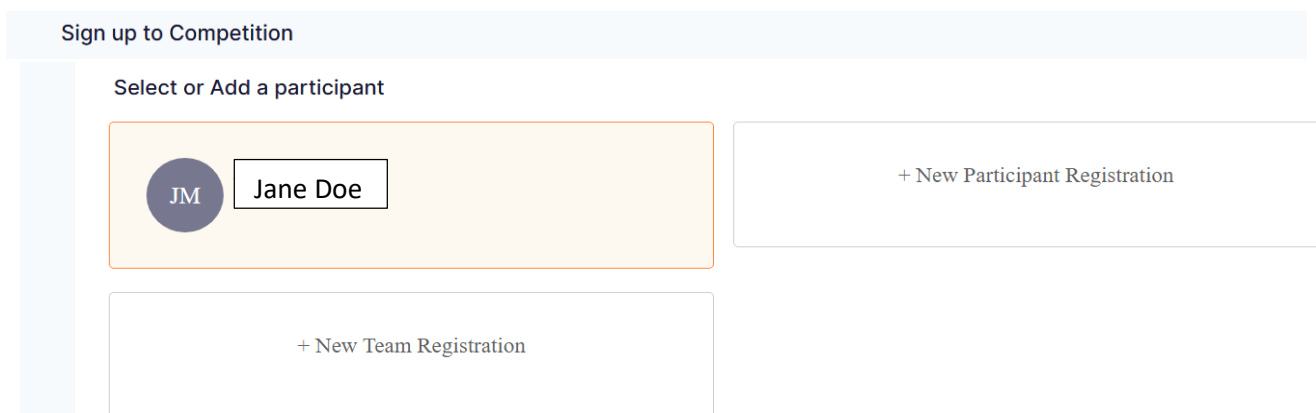 Sign up to Competition
Select or Add a participant
JM
Jane Doe
+ New Participant Registration
+ New Team Registration